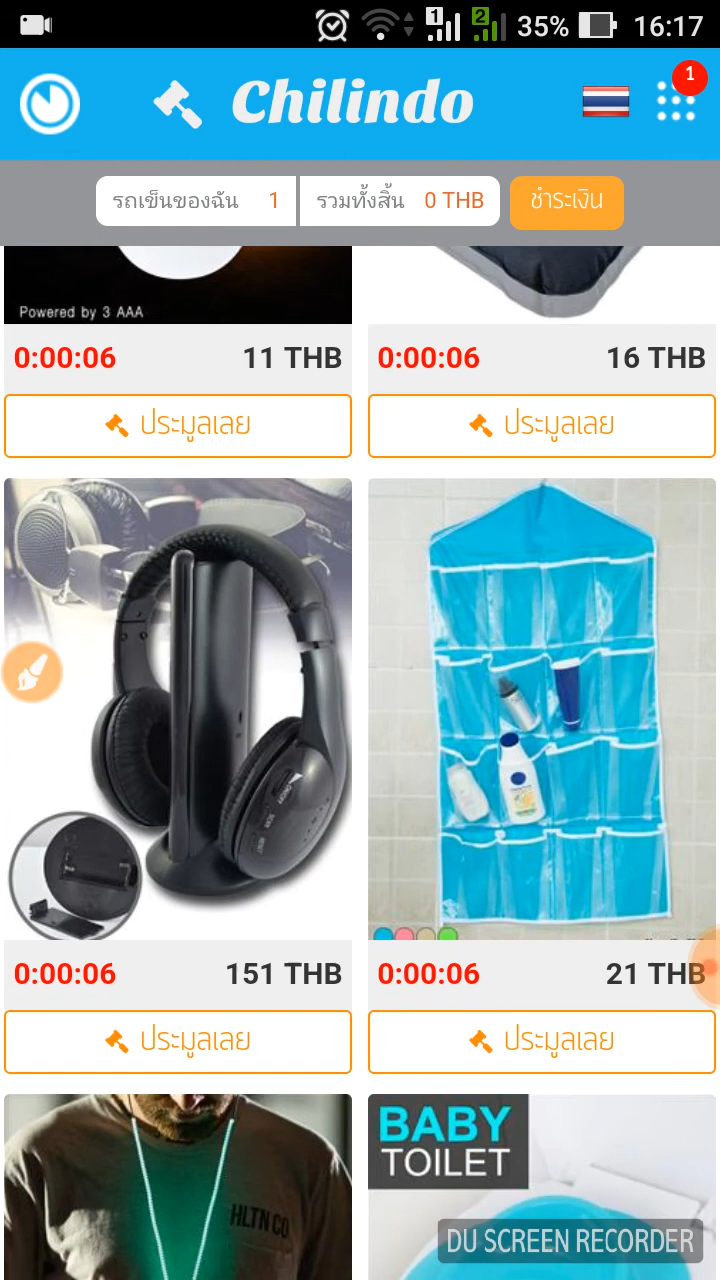 1 2 35% 16:17
Chilindo 1
รถเข็นของฉัน 1 รวมทั้งสิ้น 0 THB ชำระเงิน
Powered by 3 AAA
0:00:06 11 THB 0:00:06 16 THB
ประมูลเลย ประมูลเลย
0:00:06 151 THB 0:00:06 21 THB
ประมูลเลย ประมูลเลย
HLTN CO
BABY
TOILET
DU SCREEN RECORDER